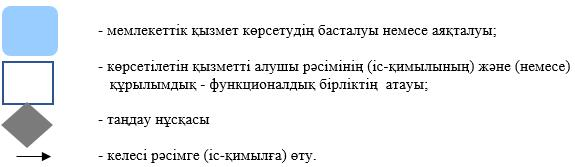 - мемлекеттік қызмет көрсетудің басталуы немесе аяқталуы;
- көрсетілетін қызметті алушы рәсімінің (іс-қимылының) және (немесе)
құрылымдық - функционалдық бірліктің атауы;
- таңдау нұсқасы
- келесі рәсімге (іс-қимылға) өту.